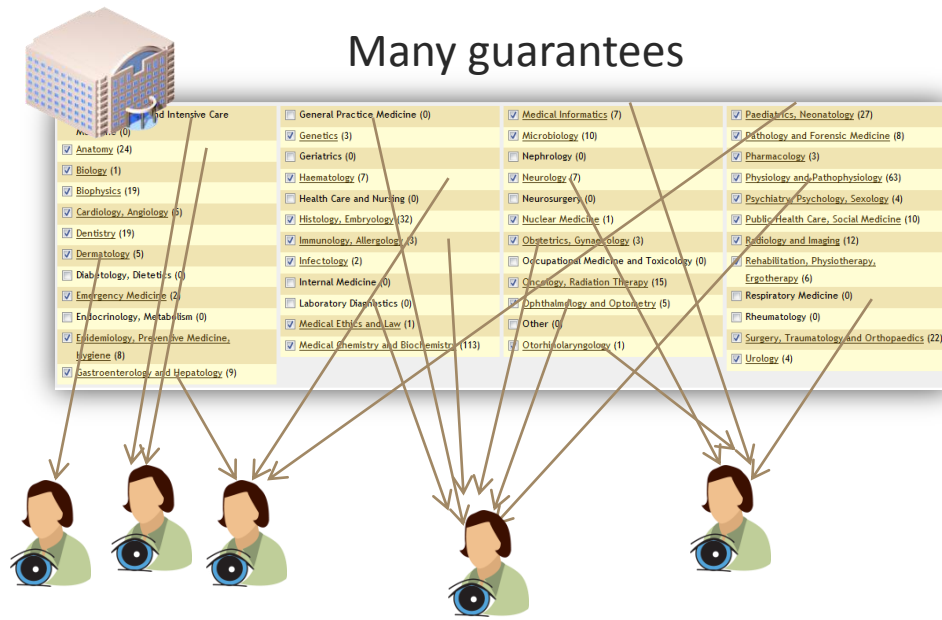 Many guarantees
and Intensive Care
(0)
Anatomy (24)
Biology (1)
Biophysics (19)
Cardiology, Angiology (5)
Dentistry (19)
Dermatology (5)
Diabetology, Dietetics (0)
Emergency Medicine (2)
Endocrinology, Metabolism (0)
Epidemiology, Preventive Medicine,
hygiene (8)
Gastroenterology and Hepatology (9)
General Practice Medicine (0)
Genetics (3)
Geriatrics (0)
Haematology (7)
Health Care and Nursing (0)
Histology, Embryology (32)
Immunology, Allergology (3)
Infectology (2)
Internal Medicine (0)
Laboratory Diagnostics (0)
Medical Ethics and Law (1)
Medical Chemistry and Biochemistry (113)
Medical Informatics (7)
Microbiology (10)
Nephrology (0)
Neurology (7)
Neurosurgery (0)
Nuclear Medicine (1)
Obstetrics, Gynaecology (3)
Occupational Medicine and Toxicology (0)
Oncology, Radiation Therapy (15)
Ophthalmology and Optometry (5)
Other (0)
Otorhinolaryngology (1)
Paediatrics, Neonatology (27)
Pathology and Forensic Medicine (8)
Pharmacology (3)
Physiology and Pathophysiology (63)
Psychiatry, Psychology, Sexology (4)
Public Health Care, Social Medicine (10)
Radiology and Imaging (12)
Rehabilitation, Physiotherapy,
Ergotherapy (6)
Respiratory Medicine (0)
Rheumatology (0)
Surgery, Traumatology and Orthopaedics (22)
Urology (4)